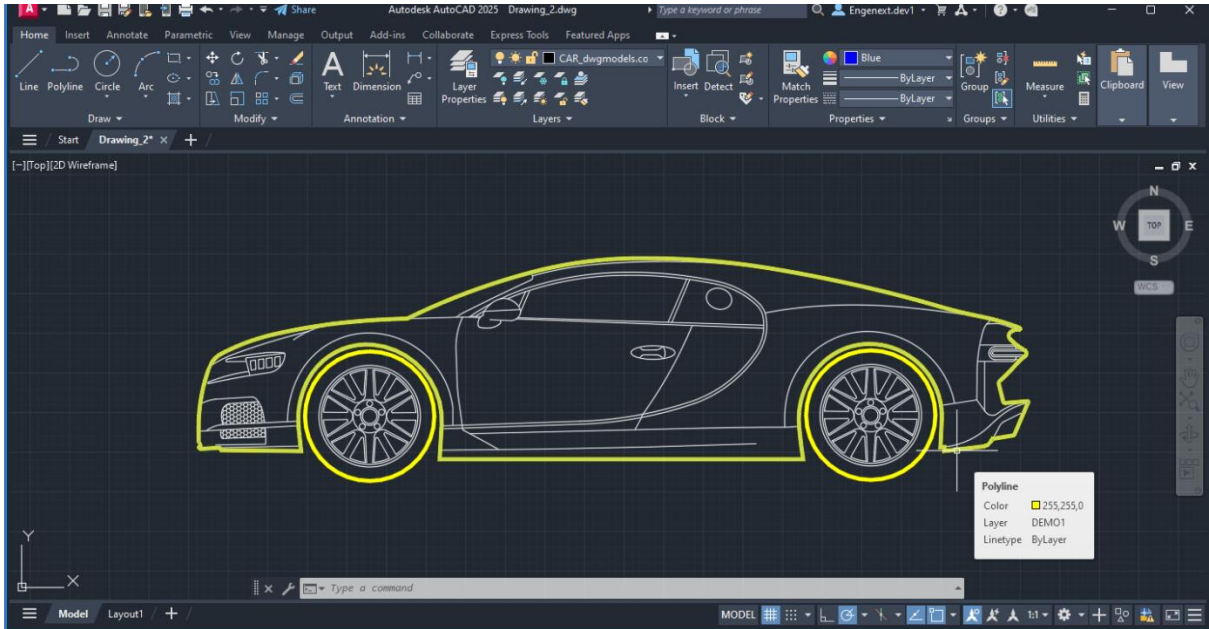 A Share Autodesk AutoCAD 2025 Drawing_2.dwg Type a keyword or phrase Engenext.dev1
Home Insert Annotate Parametric View Manage Output Add-ins Collaborate Express Tools Featured Apps
CAR_dwgmodels.co Blue
ByLayer
ByLayer
Line Polyline Circle Arc Text Dimension Layer Properties Insert Detect Match Properties Group Measure Clipboard View
Draw Modify Annotation Layers Block Properties Groups Utilities
Start Drawing_2* × +
[−][Top][2D Wireframe]
N
W TOP E
S
WCS
Polyline
Color 255,255,0
Layer DEMO1
Linetype ByLayer
Y
X
Type a command
Model Layout1 + MODEL 1:1